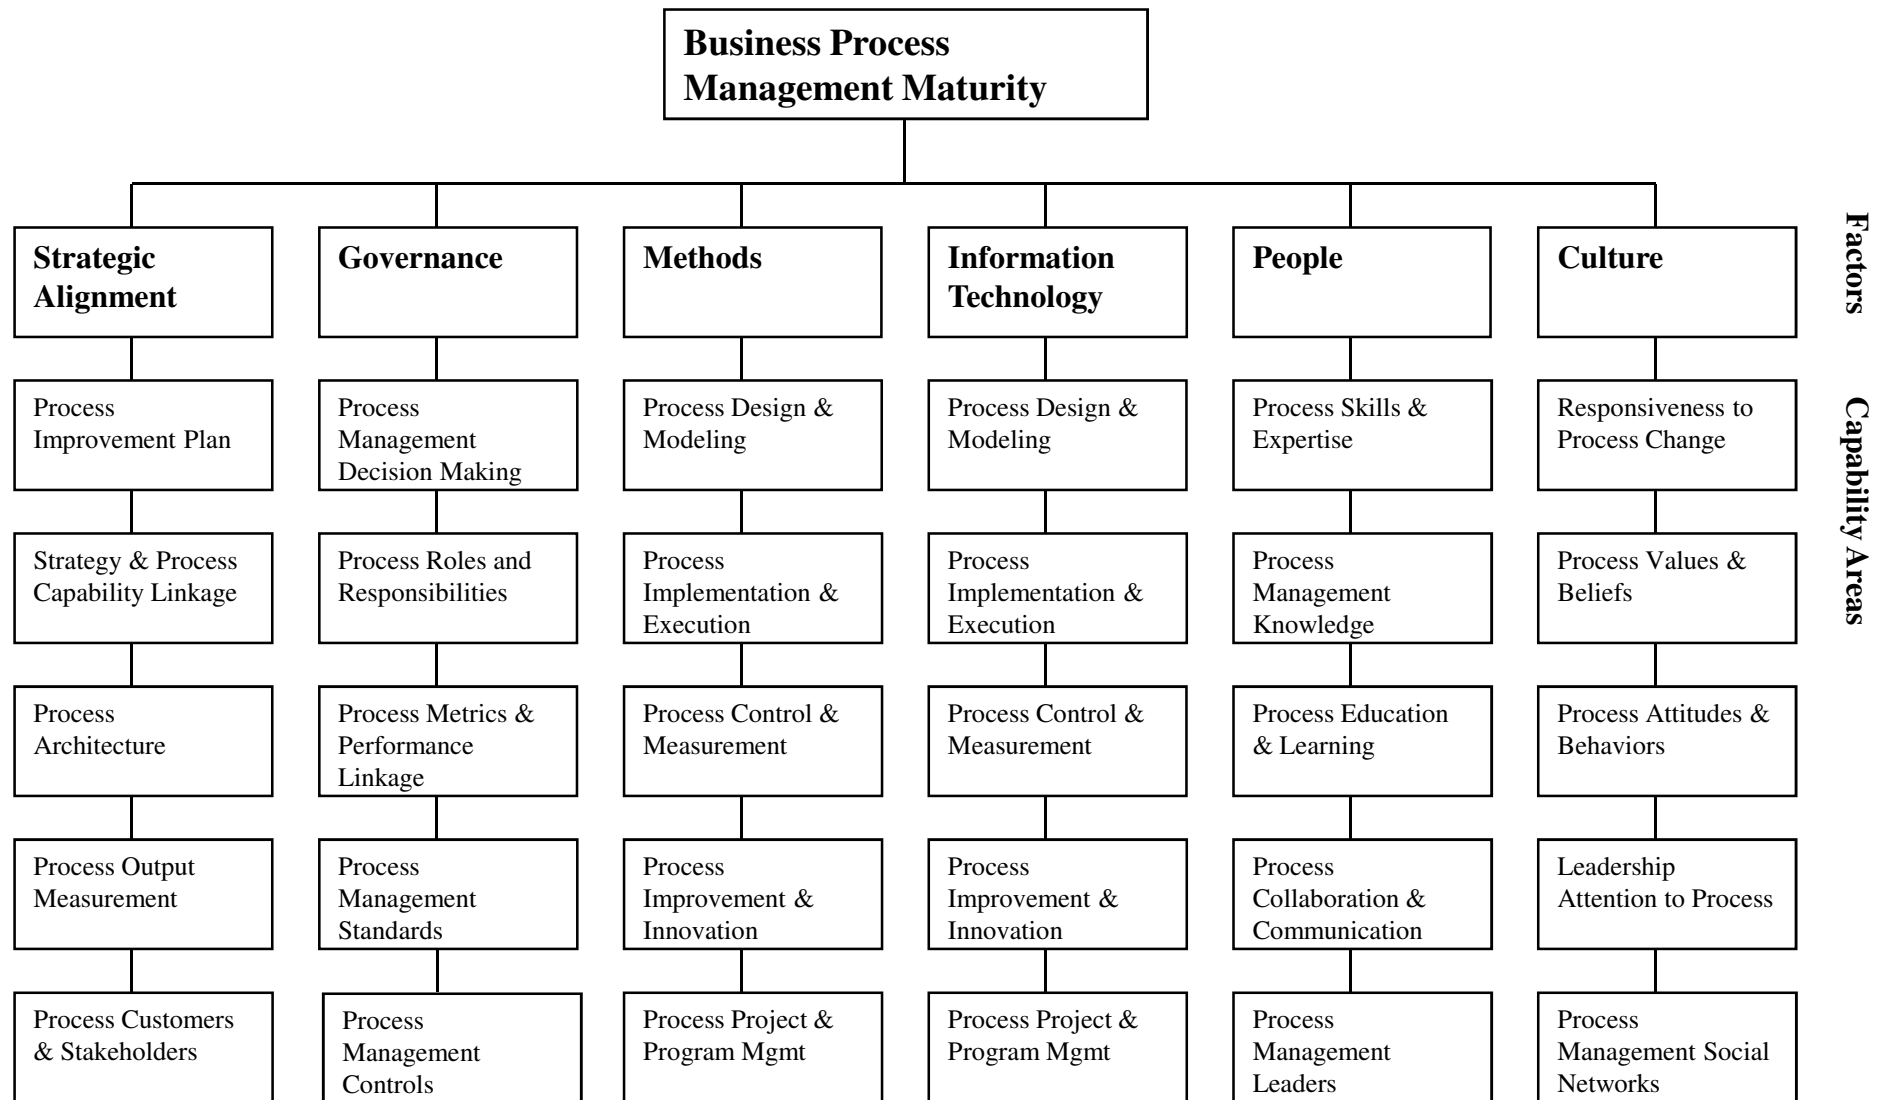 Business Process
Management Maturity
Strategic
Alignment
Governance
Methods
Information
Technology
People
Culture
Factors
Process
Improvement Plan
Process
Management
Decision Making
Process Design &
Modeling
Process Design &
Modeling
Process Skills &
Expertise
Responsiveness to
Process Change
Capability Areas
Strategy & Process
Capability Linkage
Process Roles and
Responsibilities
Process
Implementation &
Execution
Process
Implementation &
Execution
Process
Management
Knowledge
Process Values &
Beliefs
Process
Architecture
Process Metrics &
Performance
Linkage
Process Control &
Measurement
Process Control &
Measurement
Process Education
& Learning
Process Attitudes &
Behaviors
Process Output
Measurement
Process
Management
Standards
Process
Improvement &
Innovation
Process
Improvement &
Innovation
Process
Collaboration &
Communication
Leadership
Attention to Process
Process Customers
& Stakeholders
Process
Management
Controls
Process Project &
Program Mgmt
Process Project &
Program Mgmt
Process
Management
Leaders
Process
Management Social
Networks